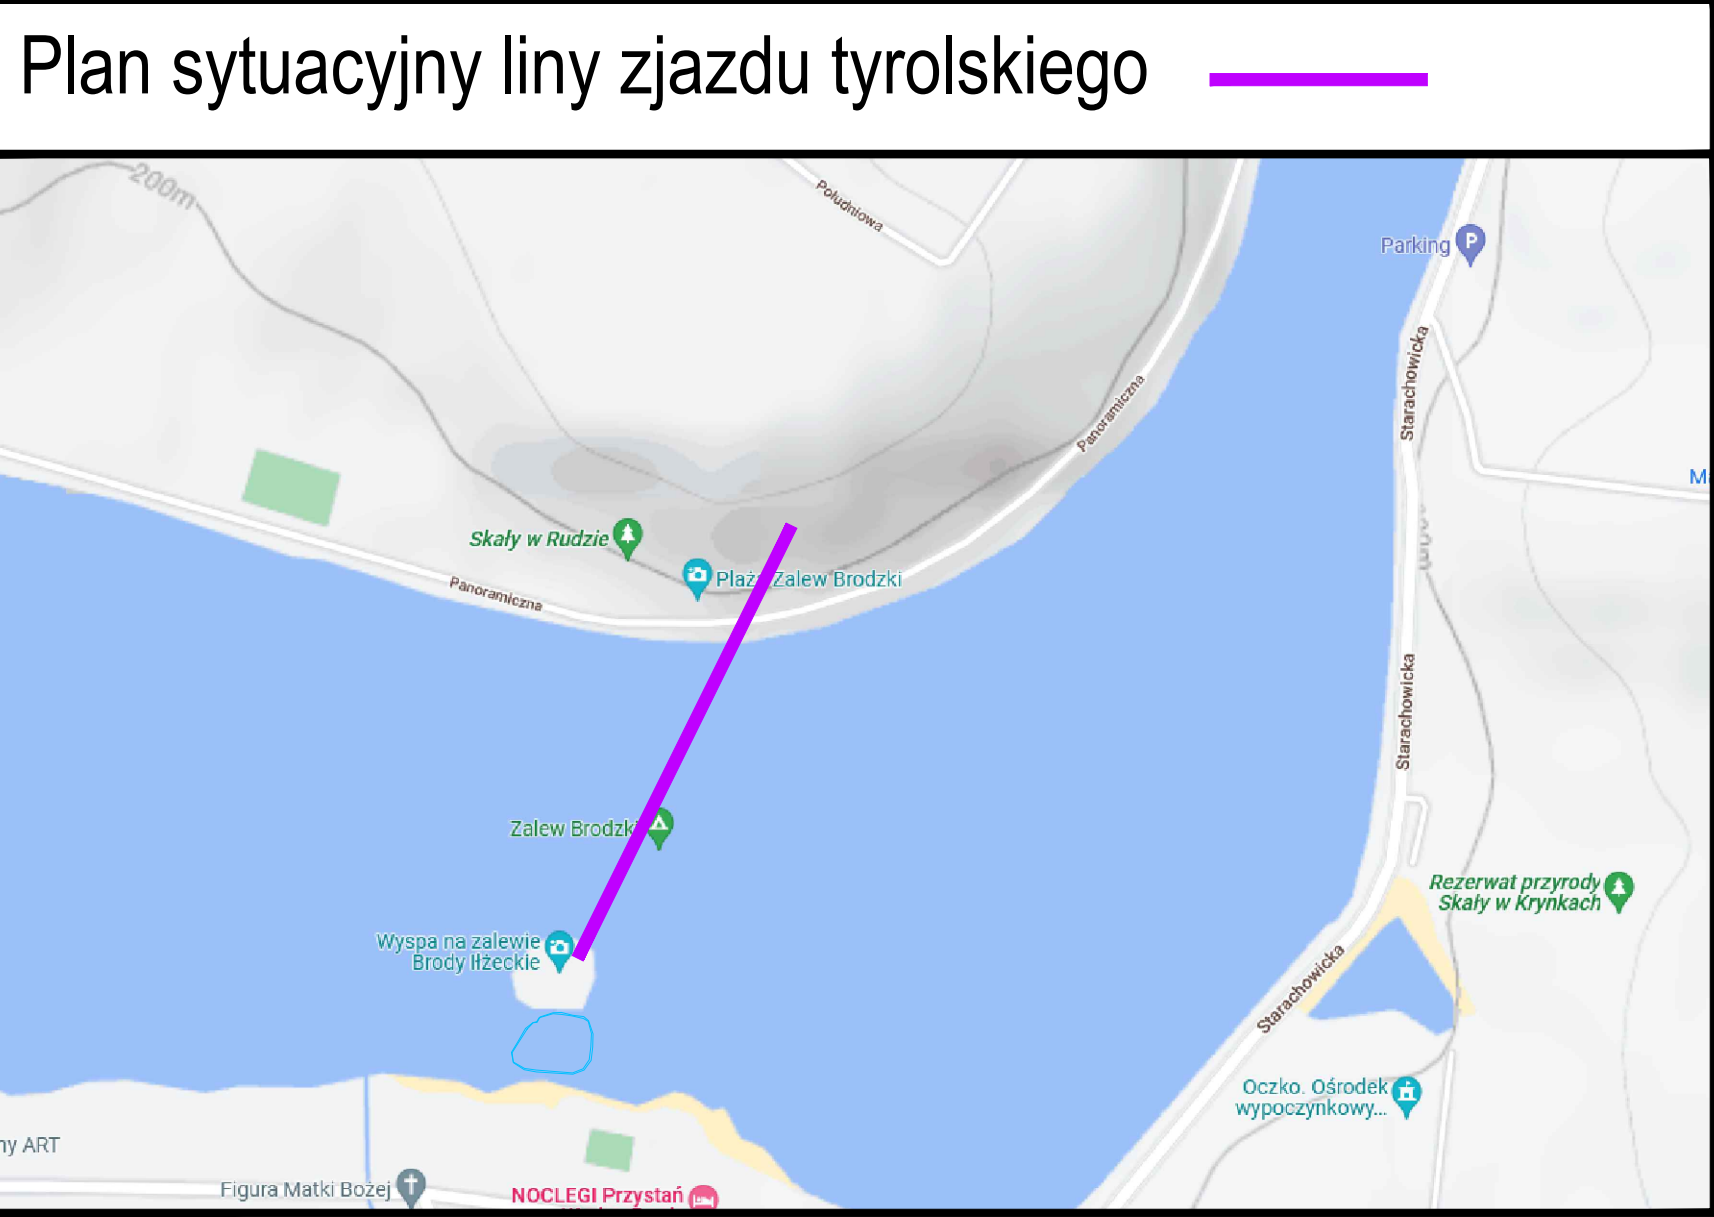 Plan sytuacyjny liny zjazdu tyrolskiego
200m
Południowa
Parking
P
Starachowicka
Panoramiczna
Skały w Rudzie
Plaża Zalew Brodzki
Panoramiczna
Starachowicka
Zalew Brodzki
Rezerwat przyrody
Skały w Krynkach
Wyspa na zalewie
Brody Iłżeckie
Starachowicka
Oczko. Ośrodek
wypoczynkowy...
ny ART
Figura Matki Bożej
NOCLEGI Przystań